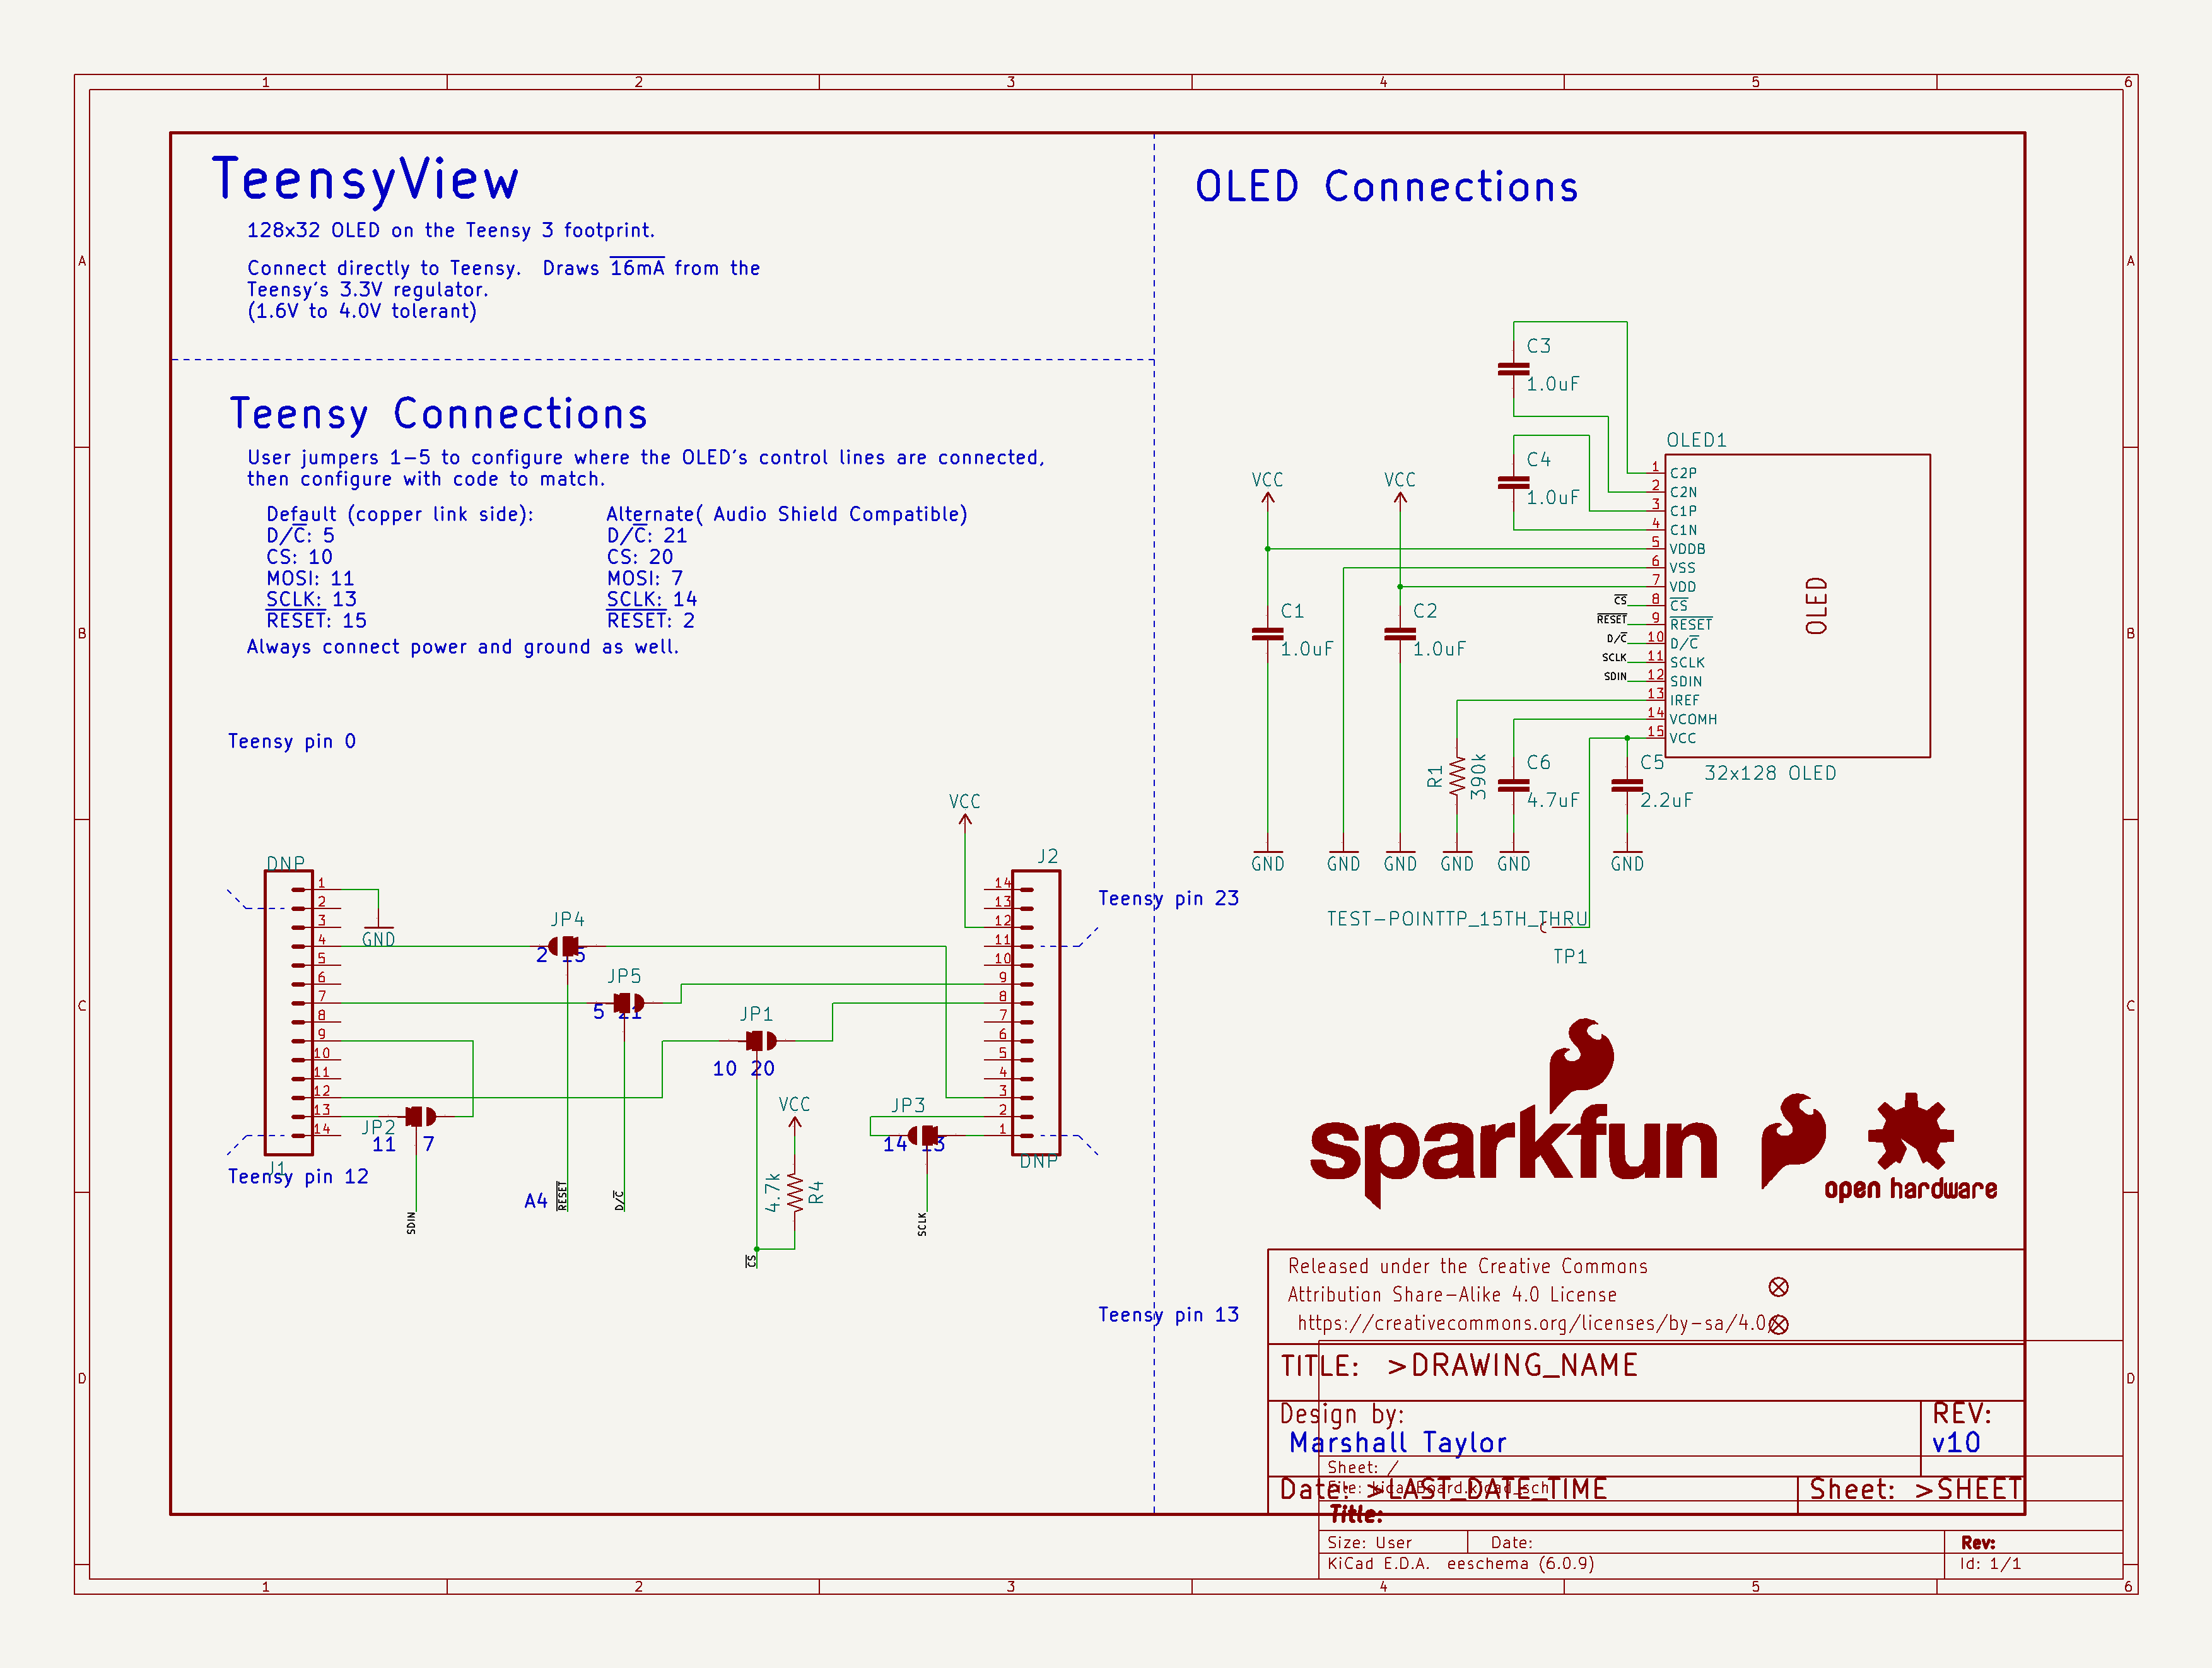 1 2 3 4 5 6
A
B
C
D
TeensyView
128x32 OLED on the Teensy 3 footprint.
Connect directly to Teensy. Draws 16mA from the
Teensy's 3.3V regulator.
(1.6V to 4.0V tolerant)
Teensy Connections
User jumpers 1-5 to configure where the OLED's control lines are connected,
then configure with code to match.
Default (copper link side):
D/C: 5
CS: 10
MOSI: 11
SCLK: 13
RESET: 15
Alternate( Audio Shield Compatible)
D/C: 21
CS: 20
MOSI: 7
SCLK: 14
RESET: 2
Always connect power and ground as well.
Teensy pin 0
DNP
1
2
3
4
5
6
7
8
9
10
11
12
13
14
J1
Teensy pin 12
GND
JP4
2 15
JP5
5 21
JP1
10 20
JP2
11 7
SDIN
A4
RESET
D/C
VCC
4.7k
R4
CS
JP3
14 13
SCLK
VCC
J2
14
13
12
11
10
9
8
7
6
5
4
3
2
1
DNP
Teensy pin 23
Teensy pin 13
OLED Connections
C3
1.0uF
C4
1.0uF
VCC
VCC
C1
1.0uF
C2
1.0uF
OLED1
1 C2P
2 C2N
3 C1P
4 C1N
5 VDDB
6 VSS
7 VDD
CS 8 CS
RESET 9 RESET
D/C 10 D/C
SCLK 11 SCLK
SDIN 12 SDIN
13 IREF
14 VCOMH
15 VCC
OLED
32x128 OLED
R1
390k
C6
4.7uF
C5
2.2uF
GND GND GND GND GND GND
TEST-POINTTP_15TH_THRU
TP1
sparkfun
open hardware
Released under the Creative Commons
Attribution Share-Alike 4.0 License
https://creativecommons.org/licenses/by-sa/4.0/
TITLE: >DRAWING_NAME
Design by:
Marshall Taylor
REV:
v10
Date: >LAST_DATE_TIME
Sheet: >SHEET
Sheet: /
File: kicadBoard.kicad_sch
Title:
Size: User
Date:
Rev:
KiCad E.D.A. eeschema (6.0.9)
Id: 1/1
A
B
C
D
1 2 3 4 5 6